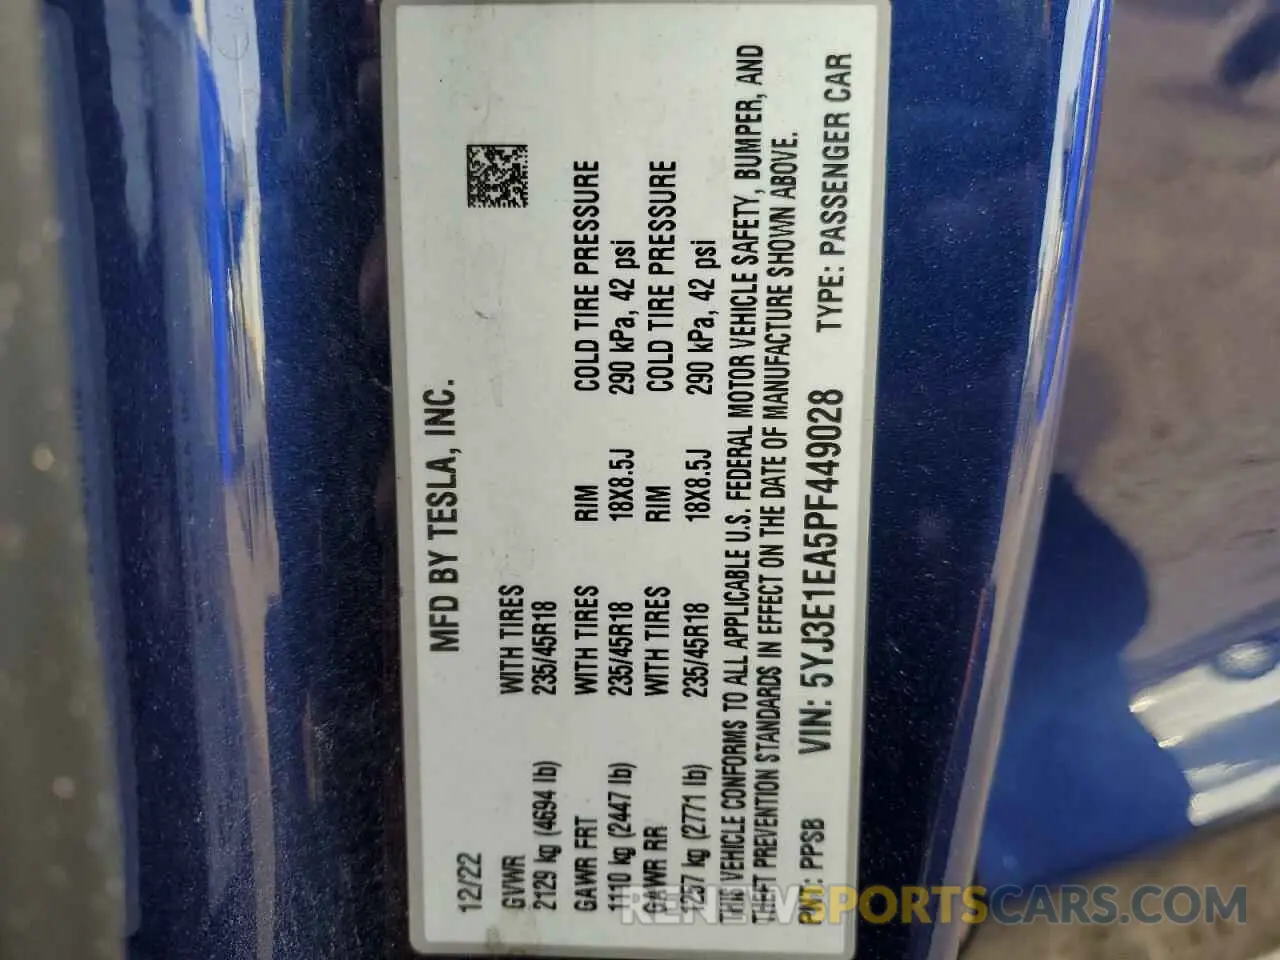 MFD BY TESLA, INC.
12/22
GVWR WITH TIRES
2129 kg (4694 lb) 235/45R18
GAWR FRT WITH TIRES RIM COLD TIRE PRESSURE
1110 kg (2447 lb) 235/45R18 18X8.5J 290 kPa, 42 psi
GAWR RR WITH TIRES RIM COLD TIRE PRESSURE
1257 kg (2771 lb) 235/45R18 18X8.5J 290 kPa, 42 psi
THIS VEHICLE CONFORMS TO ALL APPLICABLE U.S. FEDERAL MOTOR VEHICLE SAFETY, BUMPER, AND
THEFT PREVENTION STANDARDS IN EFFECT ON THE DATE OF MANUFACTURE SHOWN ABOVE.
PNT: PPSB VIN: 5YJ3E1EA5PF449028 TYPE: PASSENGER CAR
RENEWSPORTSCARS.COM